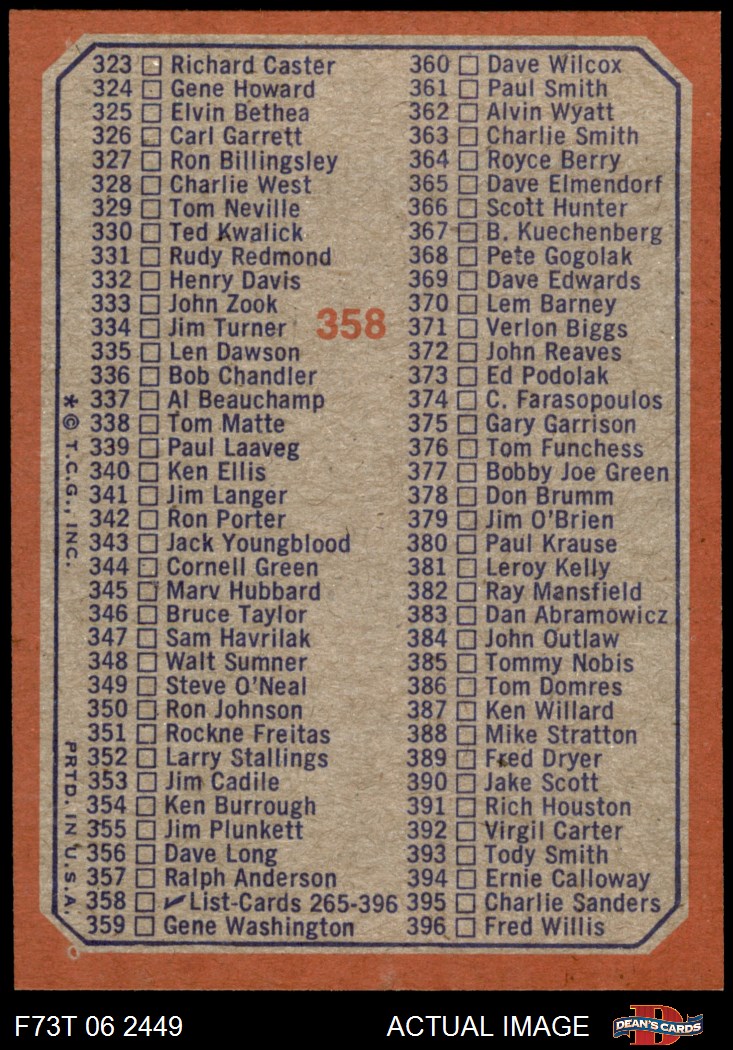 323 Richard Caster
324 Gene Howard
325 Elvin Bethea
326 Carl Garrett
327 Ron Billingsley
328 Charlie West
329 Tom Neville
330 Ted Kwalick
331 Rudy Redmond
332 Henry Davis
333 John Zook
334 Jim Turner
335 Len Dawson
336 Bob Chandler
337 Al Beauchamp
338 Tom Matte
339 Paul Laaveg
340 Ken Ellis
341 Jim Langer
342 Ron Porter
343 Jack Youngblood
344 Cornell Green
345 Marv Hubbard
346 Bruce Taylor
347 Sam Havrilak
348 Walt Sumner
349 Steve O'Neal
350 Ron Johnson
351 Rockne Freitas
352 Larry Stallings
353 Jim Cadile
354 Ken Burrough
355 Jim Plunkett
356 Dave Long
357 Ralph Anderson
358 ✓List-Cards 265-396
359 Gene Washington
358
360 Dave Wilcox
361 Paul Smith
362 Alvin Wyatt
363 Charlie Smith
364 Royce Berry
365 Dave Elmendorf
366 Scott Hunter
367 B. Kuechenberg
368 Pete Gogolak
369 Dave Edwards
370 Lem Barney
371 Verlon Biggs
372 John Reaves
373 Ed Podolak
374 C. Farasopoulos
375 Gary Garrison
376 Tom Funchess
377 Bobby Joe Green
378 Don Brumm
379 Jim O'Brien
380 Paul Krause
381 Leroy Kelly
382 Ray Mansfield
383 Dan Abramowicz
384 John Outlaw
385 Tommy Nobis
386 Tom Domres
387 Ken Willard
388 Mike Stratton
389 Fred Dryer
390 Jake Scott
391 Rich Houston
392 Virgil Carter
393 Tody Smith
394 Ernie Calloway
395 Charlie Sanders
396 Fred Willis
*© T.C.G., INC. PRTD. IN U.S.A.
F73T 06 2449 ACTUAL IMAGE
D
DEAN'S CARDS